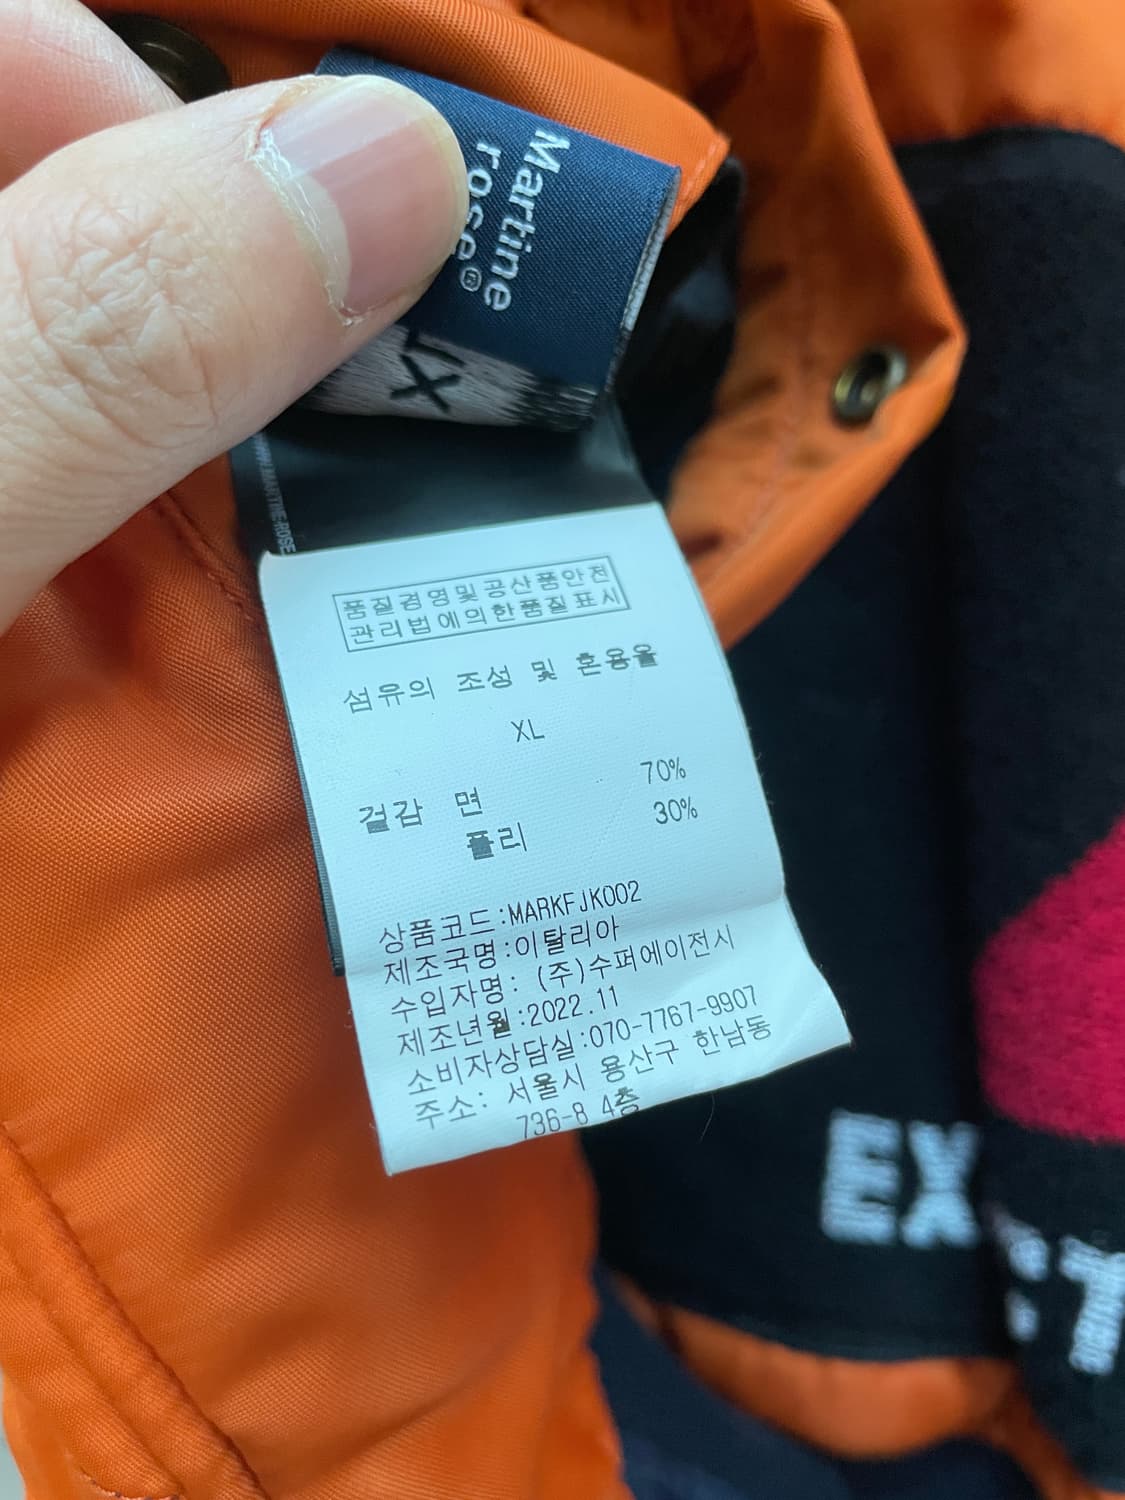 Martine
rose®
품질경영및공산품안전
관리법에의한품질표시
섬유의 조성 및 혼용율
XL
겉감 면 70%
폴리 30%
상품코드:MARKFJK002
제조국명:이탈리아
수입자명: (주)수퍼에이전시
제조년월:2022.11
소비자상담실:070-7767-9907
주소: 서울시 용산구 한남동
736-8 4층